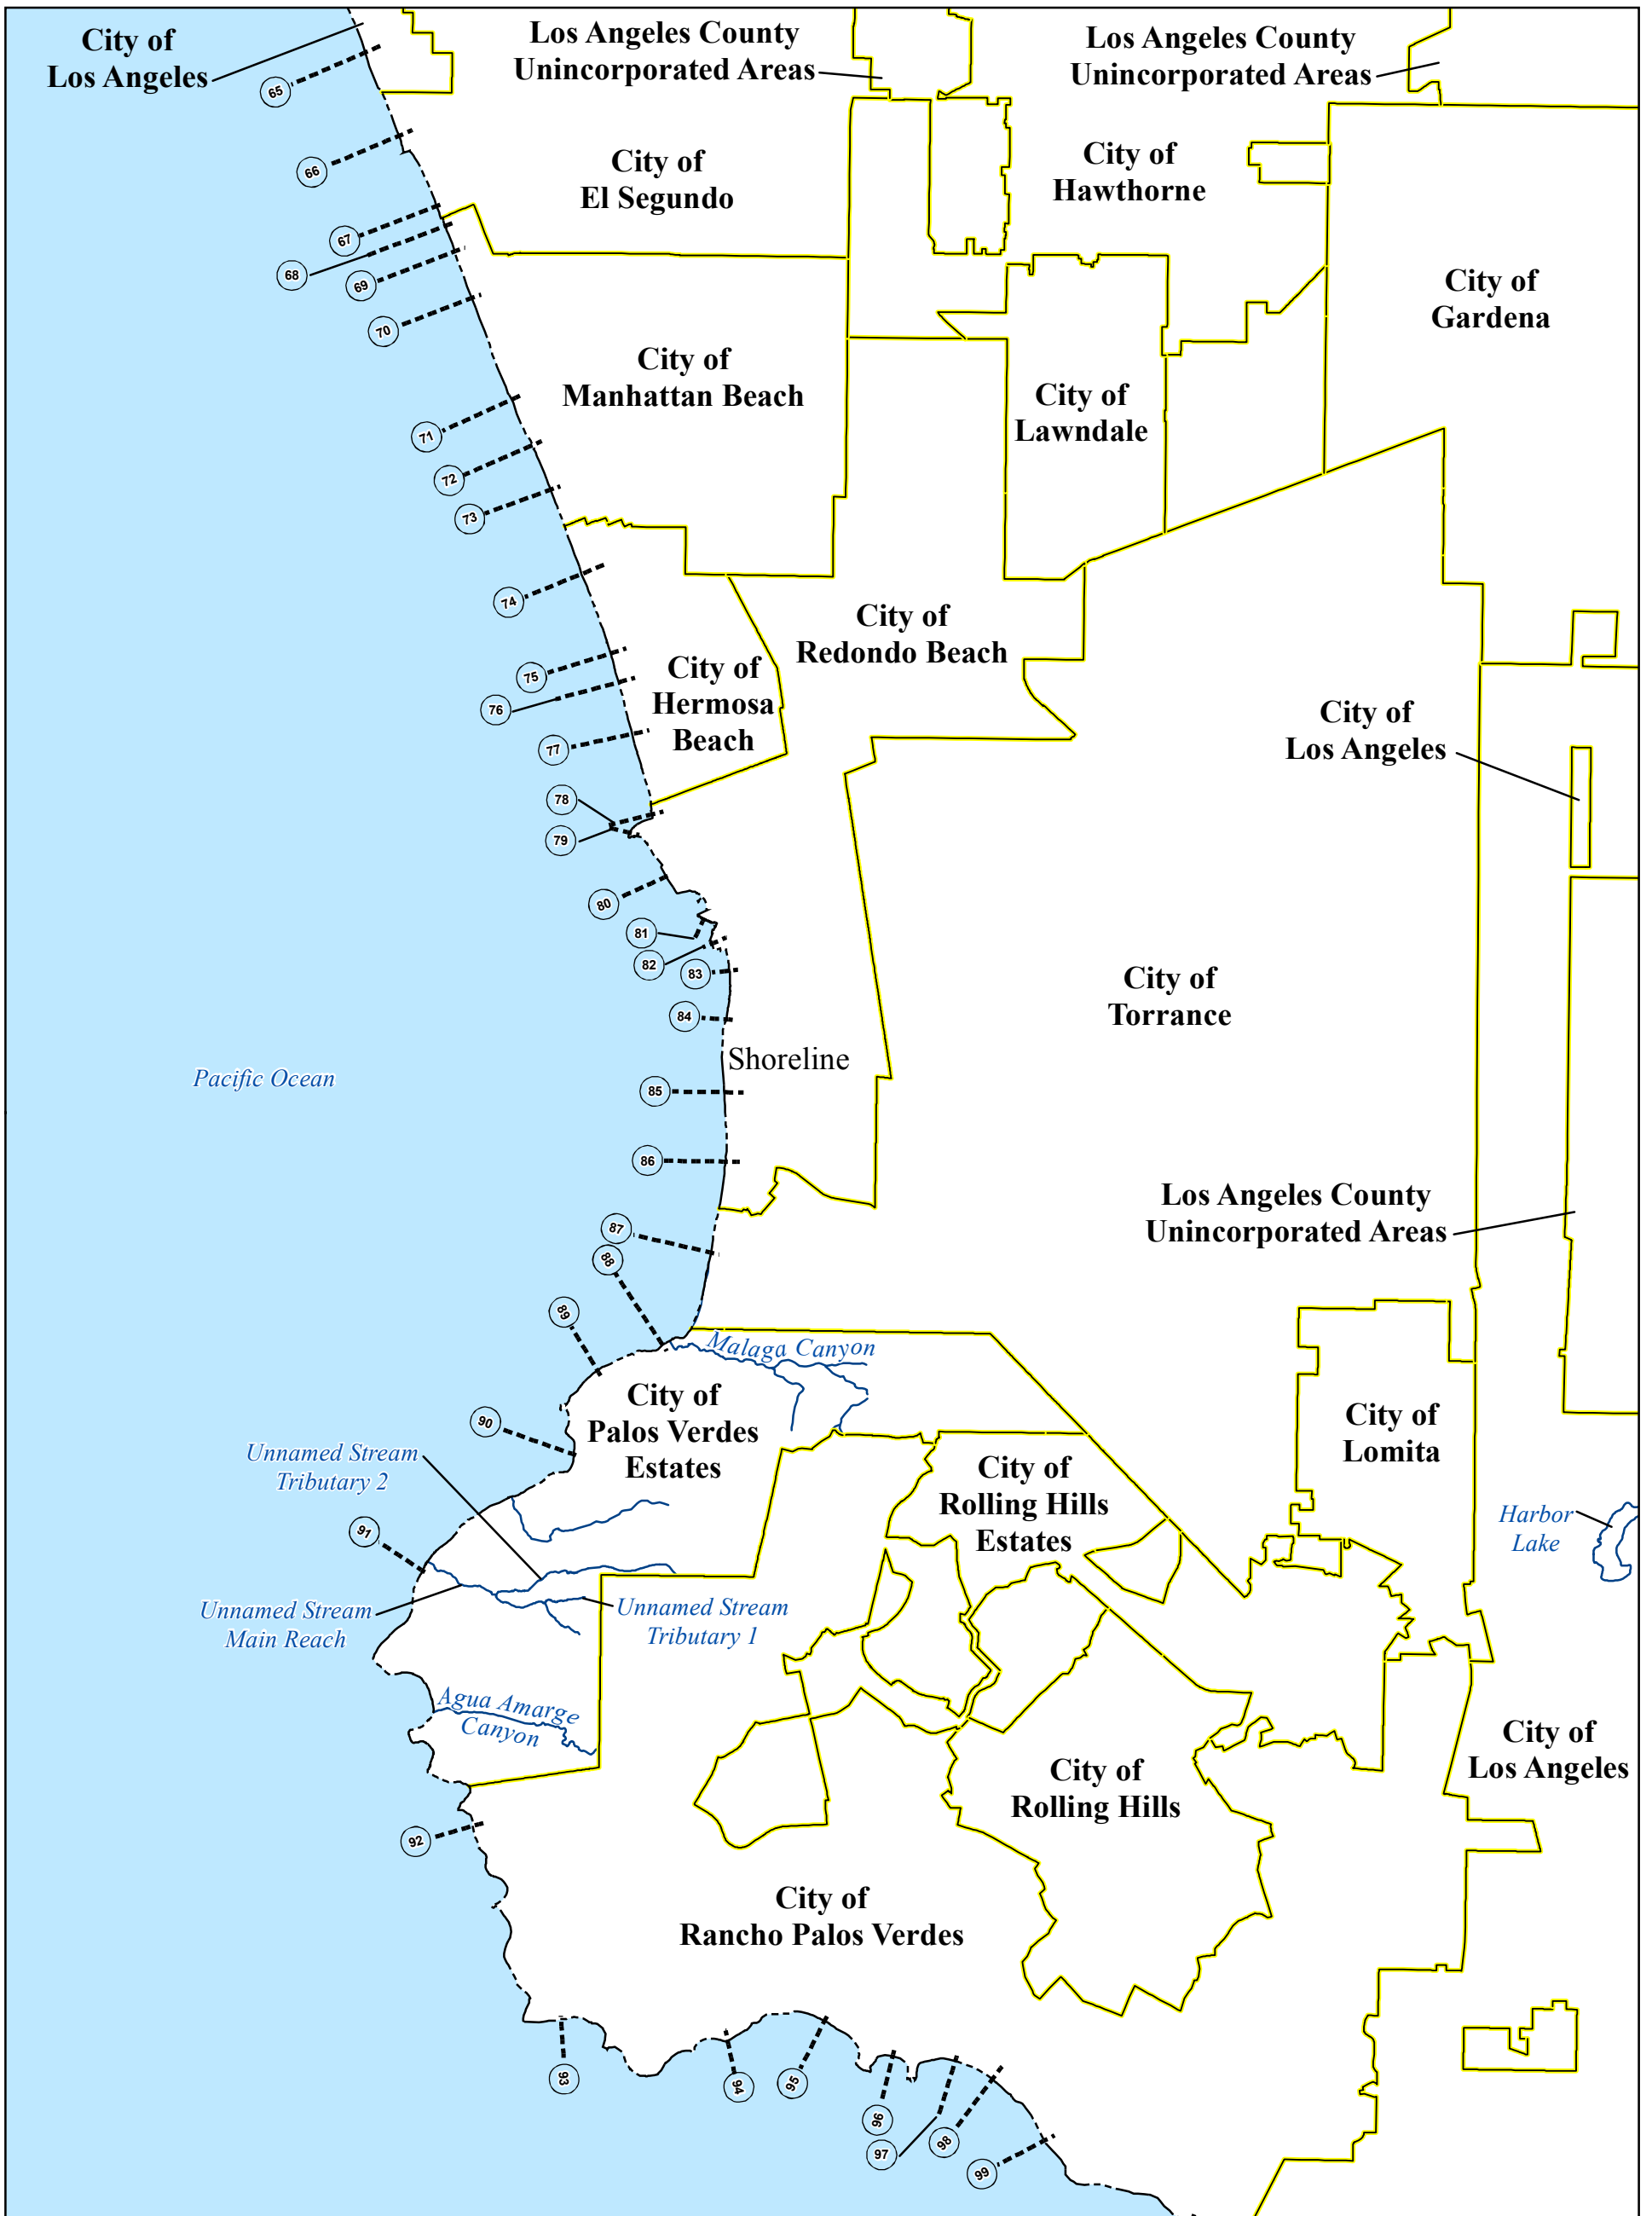 City of
Los Angeles
Los Angeles County
Unincorporated Areas
Los Angeles County
Unincorporated Areas
65
66
City of
El Segundo
City of
Hawthorne
67
68
69
70
City of
Gardena
City of
Manhattan Beach
City of
Lawndale
71
72
73
74
City of
Redondo Beach
75
76
77
City of
Hermosa
Beach
City of
Los Angeles
78
79
80
81
82
83
84
City of
Torrance
Shoreline
Pacific Ocean
85
86
Los Angeles County
Unincorporated Areas
87
88
89
Malaga Canyon
City of
Palos Verdes
Estates
City of
Lomita
90
Unnamed Stream
Tributary 2
City of
Rolling Hills
Estates
Harbor
Lake
91
Unnamed Stream
Main Reach
Unnamed Stream
Tributary 1
Agua Amarge
Canyon
City of
Los Angeles
City of
Rolling Hills
92
City of
Rancho Palos Verdes
93
94
95
96
97
98
99